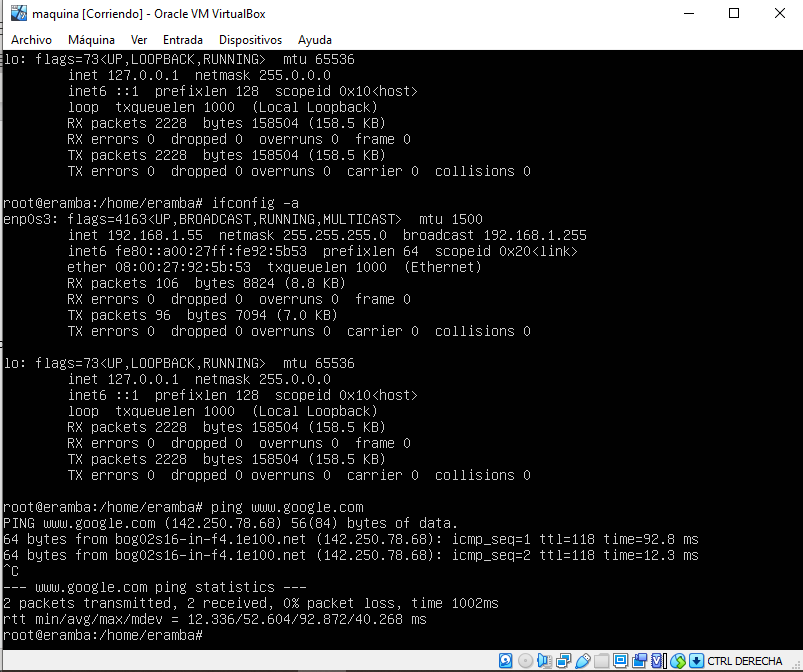 maquina [Corriendo] - Oracle VM VirtualBox
Archivo Máquina Ver Entrada Dispositivos Ayuda
lo: flags=73<UP,LOOPBACK,RUNNING> mtu 65536
inet 127.0.0.1 netmask 255.0.0.0
inet6 ::1 prefixlen 128 scopeid 0x10<host>
loop txqueuelen 1000 (Local Loopback)
RX packets 2228 bytes 158504 (158.5 KB)
RX errors 0 dropped 0 overruns 0 frame 0
TX packets 2228 bytes 158504 (158.5 KB)
TX errors 0 dropped 0 overruns 0 carrier 0 collisions 0
root@eramba:/home/eramba# ifconfig -a
enp0s3: flags=4163<UP,BROADCAST,RUNNING,MULTICAST> mtu 1500
inet 192.168.1.55 netmask 255.255.255.0 broadcast 192.168.1.255
inet6 fe80::a00:27ff:fe92:5b53 prefixlen 64 scopeid 0x20<link>
ether 08:00:27:92:5b:53 txqueuelen 1000 (Ethernet)
RX packets 106 bytes 8824 (8.8 KB)
RX errors 0 dropped 0 overruns 0 frame 0
TX packets 96 bytes 7094 (7.0 KB)
TX errors 0 dropped 0 overruns 0 carrier 0 collisions 0
lo: flags=73<UP,LOOPBACK,RUNNING> mtu 65536
inet 127.0.0.1 netmask 255.0.0.0
inet6 ::1 prefixlen 128 scopeid 0x10<host>
loop txqueuelen 1000 (Local Loopback)
RX packets 2228 bytes 158504 (158.5 KB)
RX errors 0 dropped 0 overruns 0 frame 0
TX packets 2228 bytes 158504 (158.5 KB)
TX errors 0 dropped 0 overruns 0 carrier 0 collisions 0
root@eramba:/home/eramba# ping www.google.com
PING www.google.com (142.250.78.68) 56(84) bytes of data.
64 bytes from bog02s16-in-f4.1e100.net (142.250.78.68): icmp_seq=1 ttl=118 time=92.8 ms
64 bytes from bog02s16-in-f4.1e100.net (142.250.78.68): icmp_seq=2 ttl=118 time=12.3 ms
^C
--- www.google.com ping statistics ---
2 packets transmitted, 2 received, 0% packet loss, time 1002ms
rtt min/avg/max/mdev = 12.336/52.604/92.872/40.268 ms
root@eramba:/home/eramba#
CTRL DERECHA